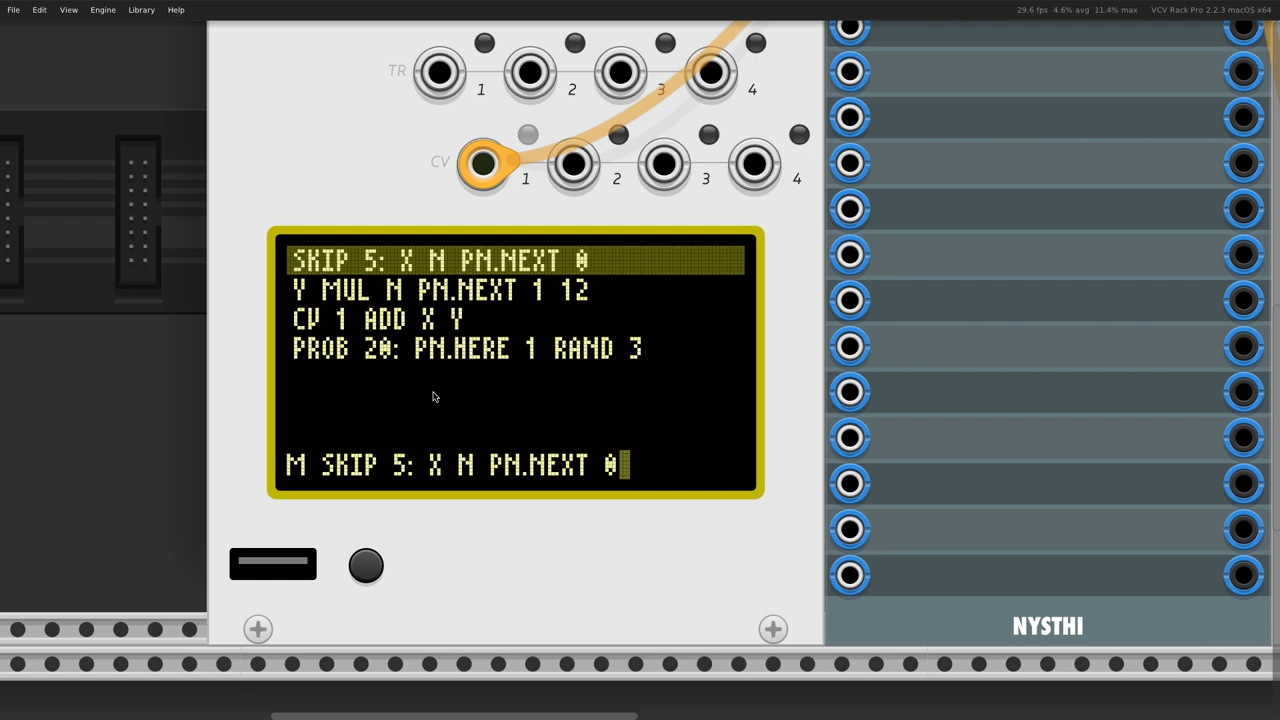 File Edit View Engine Library Help 29.6 fps 4.6% avg 11.4% max VCV Rack Pro 2.2.3 macOS x64
TR 1 2 3 4
CV 1 2 3 4
SKIP 5: X N PN.NEXT 0
Y MUL N PN.NEXT 1 12
CV 1 ADD X Y
PROB 20: PN.HERE 1 RAND 3
M SKIP 5: X N PN.NEXT 0
NYSTHI